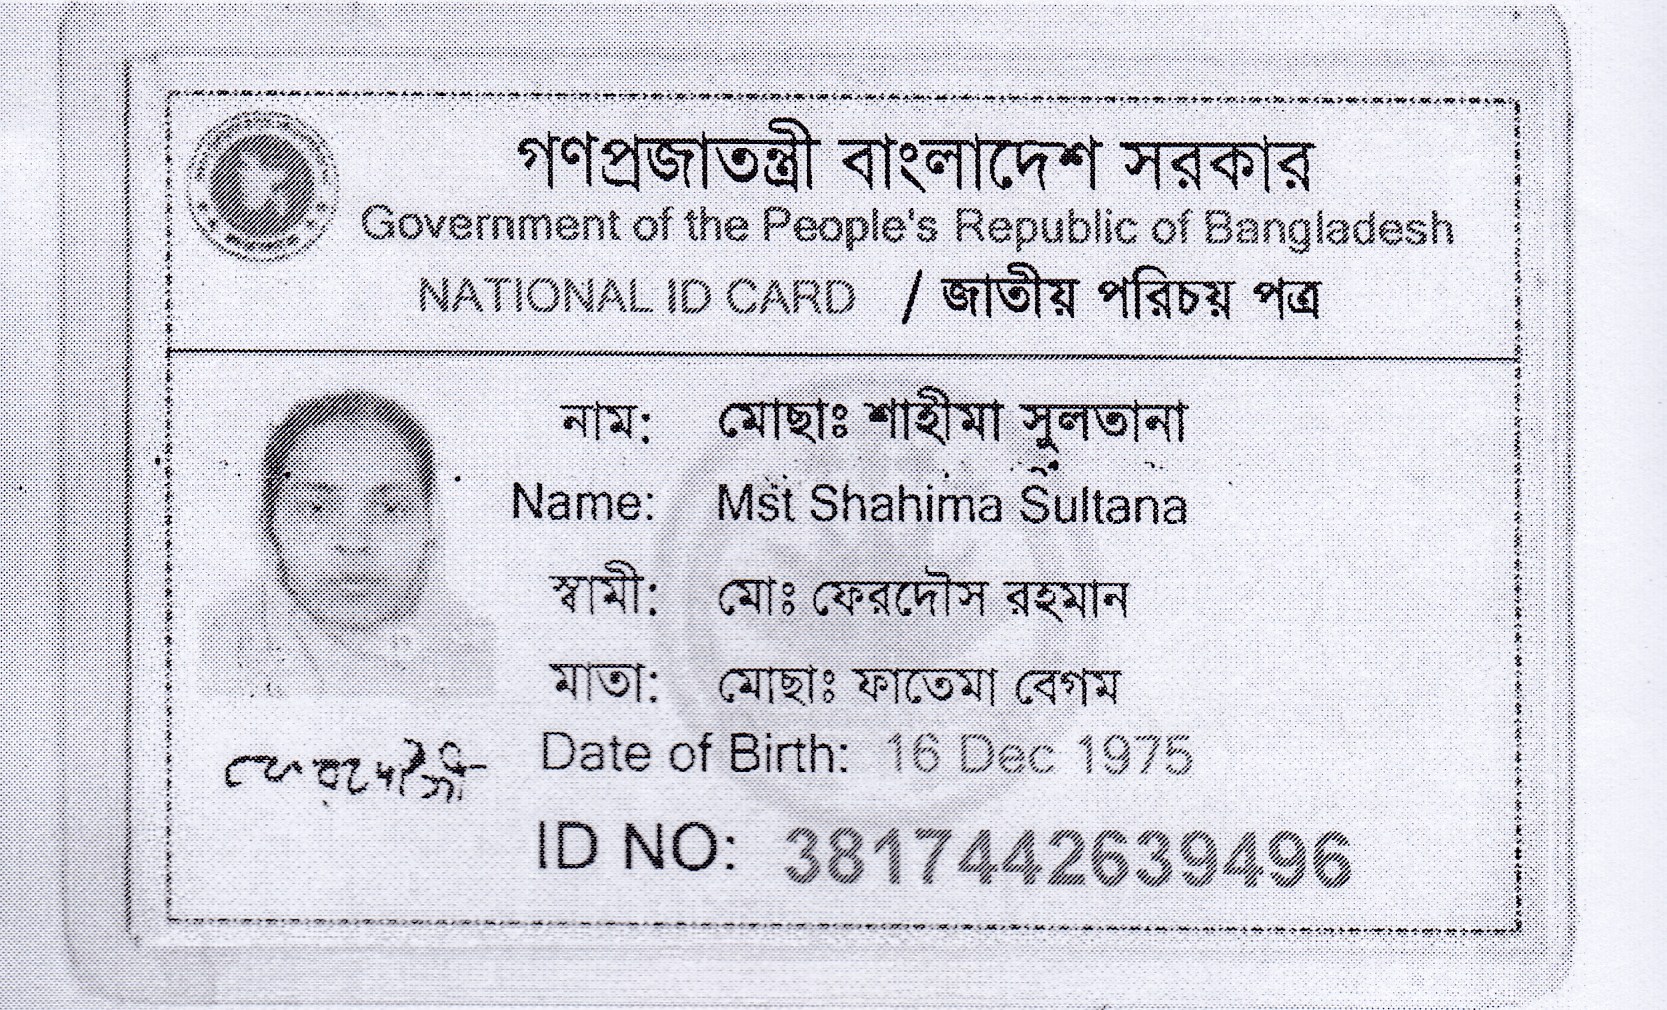 গণপ্রজাতন্ত্রী বাংলাদেশ সরকার
Government of the People's Republic of Bangladesh
NATIONAL ID CARD / জাতীয় পরিচয় পত্র
নাম: মোছাঃ শাহীমা সুলতানা
Name: Mst Shahima Sultana
স্বামী: মোঃ ফেরদৌস রহমান
মাতা: মোছাঃ ফাতেমা বেগম
Date of Birth: 16 Dec 1975
ID NO: 3817442639496